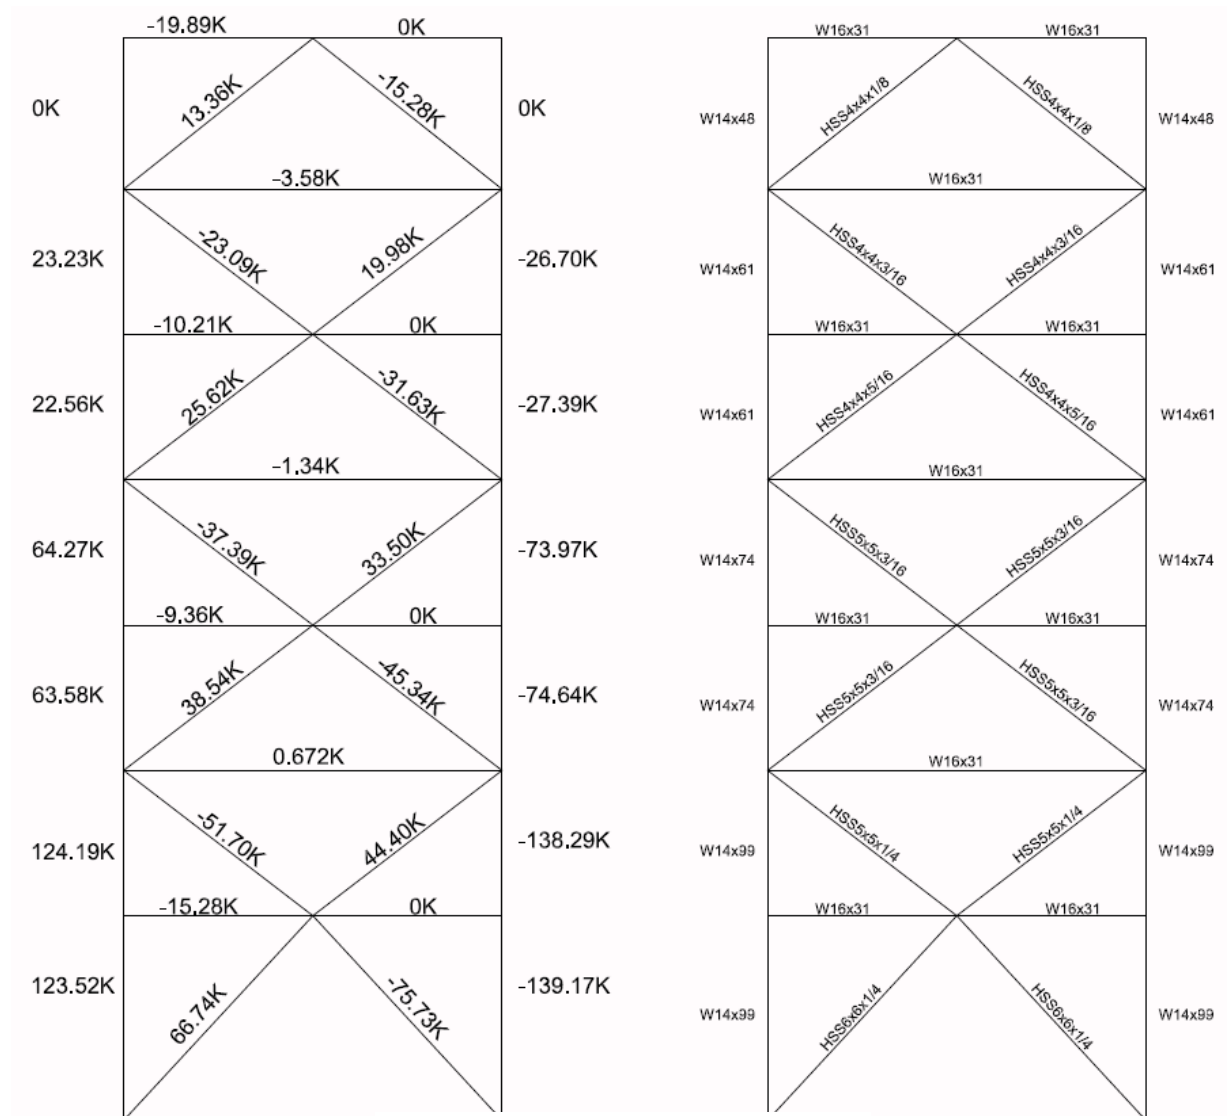 -19.89K 0K
0K 13.36K -15.28K 0K
-3.58K
23.23K -23.09K 19.98K -26.70K
-10.21K 0K
22.56K 25.62K -31.63K -27.39K
-1.34K
64.27K -37.39K 33.50K -73.97K
-9.36K 0K
63.58K 38.54K -45.34K -74.64K
0.672K
124.19K -51.70K 44.40K -138.29K
-15.28K 0K
123.52K 66.74K -75.73K -139.17K
W16x31 W16x31
W14x48 HSS4x4x1/8 HSS4x4x1/8 W14x48
W16x31
W14x61 HSS4x4x3/16 HSS4x4x3/16 W14x61
W16x31 W16x31
W14x61 HSS4x4x5/16 HSS4x4x5/16 W14x61
W16x31
W14x74 HSS5x5x3/16 HSS5x5x3/16 W14x74
W16x31 W16x31
W14x74 HSS5x5x3/16 HSS5x5x3/16 W14x74
W16x31
W14x99 HSS5x5x1/4 HSS5x5x1/4 W14x99
W16x31 W16x31
W14x99 HSS6x6x1/4 HSS6x6x1/4 W14x99